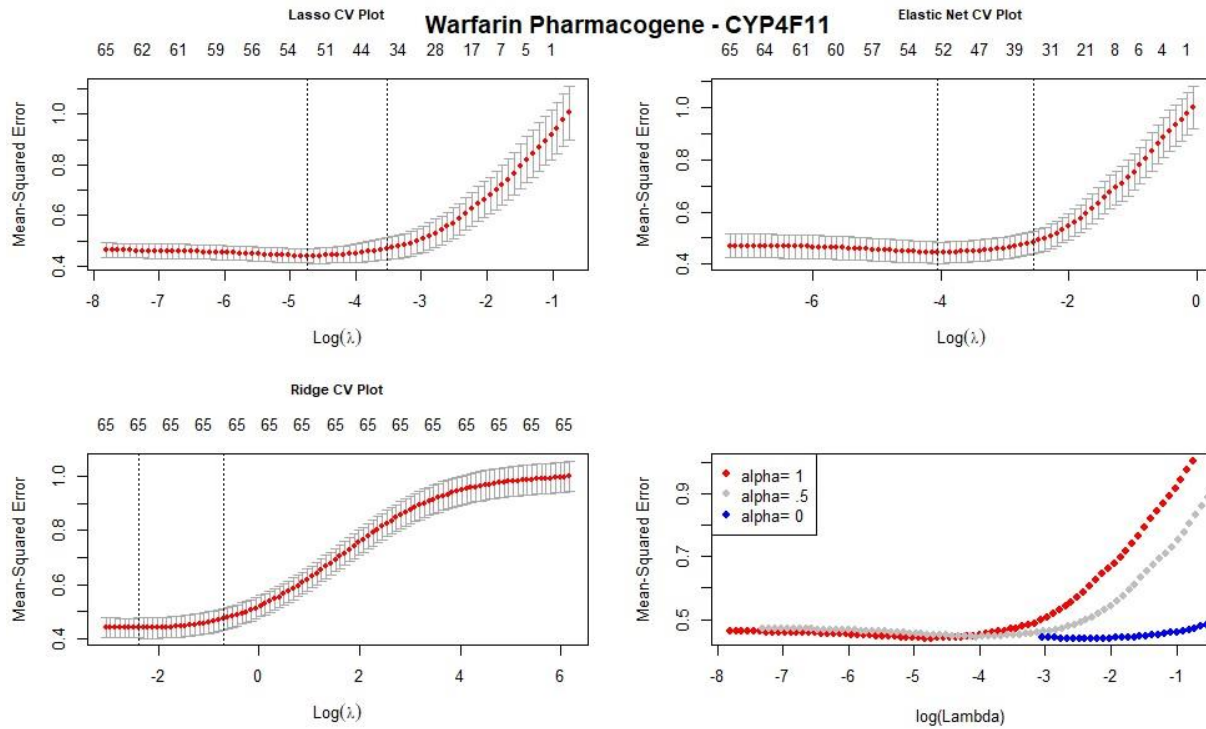 Warfarin Pharmacogene - CYP4F11
Lasso CV Plot
65 62 61 59 56 54 51 44 34 28 17 7 5 1
Mean-Squared Error
1.0
0.8
0.6
0.4
-8 -7 -6 -5 -4 -3 -2 -1
Log(λ)
Elastic Net CV Plot
65 64 61 60 57 54 52 47 39 31 21 8 6 4 1
Mean-Squared Error
1.0
0.8
0.6
0.4
-6 -4 -2 0
Log(λ)
Ridge CV Plot
65 65 65 65 65 65 65 65 65 65 65 65 65 65
Mean-Squared Error
1.0
0.8
0.6
0.4
-2 0 2 4 6
Log(λ)
alpha= 1
alpha= .5
alpha= 0
Mean-Squared Error
0.9
0.7
0.5
-8 -7 -6 -5 -4 -3 -2 -1
log(Lambda)